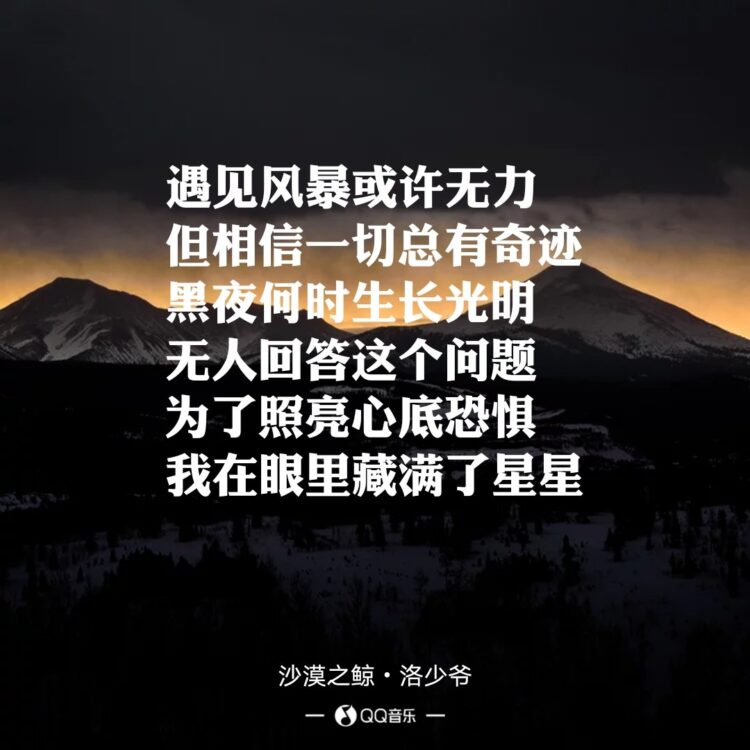 遇见风暴或许无力
但相信一切总有奇迹
黑夜何时生长光明
无人回答这个问题
为了照亮心底恐惧
我在眼里藏满了星星
沙漠之鲸·洛少爷
QQ音乐